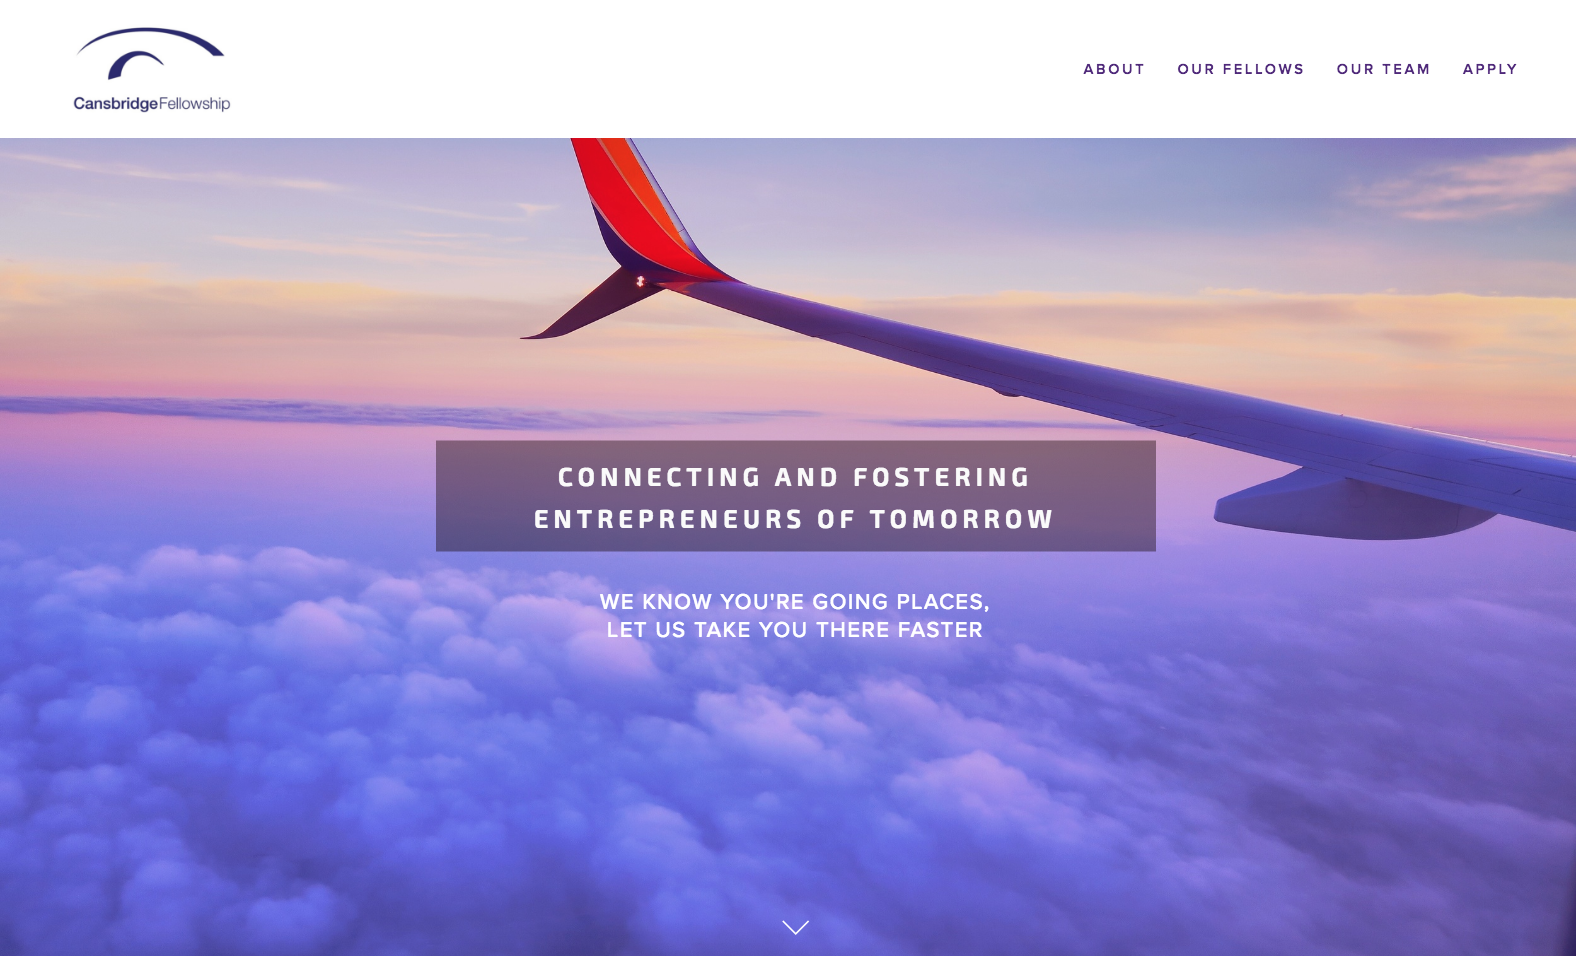 CansbridgeFellowship
ABOUT OUR FELLOWS OUR TEAM APPLY
CONNECTING AND FOSTERING
ENTREPRENEURS OF TOMORROW
WE KNOW YOU'RE GOING PLACES,
LET US TAKE YOU THERE FASTER